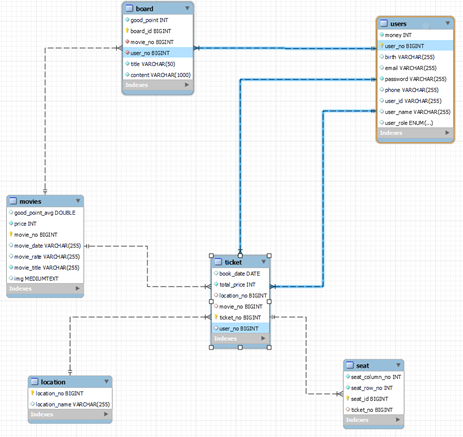 board
good_point INT
board_id BIGINT
movie_no BIGINT
user_no BIGINT
title VARCHAR(50)
content VARCHAR(1000)
Indexes
users
money INT
user_no BIGINT
birth VARCHAR(255)
email VARCHAR(255)
password VARCHAR(255)
phone VARCHAR(255)
user_id VARCHAR(255)
user_name VARCHAR(255)
user_role ENUM(...)
Indexes
movies
good_point_avg DOUBLE
price INT
movie_no BIGINT
movie_date VARCHAR(255)
movie_rate VARCHAR(255)
movie_title VARCHAR(255)
img MEDIUMTEXT
Indexes
ticket
book_date DATE
total_price INT
location_no BIGINT
movie_no BIGINT
ticket_no BIGINT
user_no BIGINT
Indexes
location
location_no BIGINT
location_name VARCHAR(255)
Indexes
seat
seat_column_no INT
seat_row_no INT
seat_id BIGINT
ticket_no BIGINT
Indexes